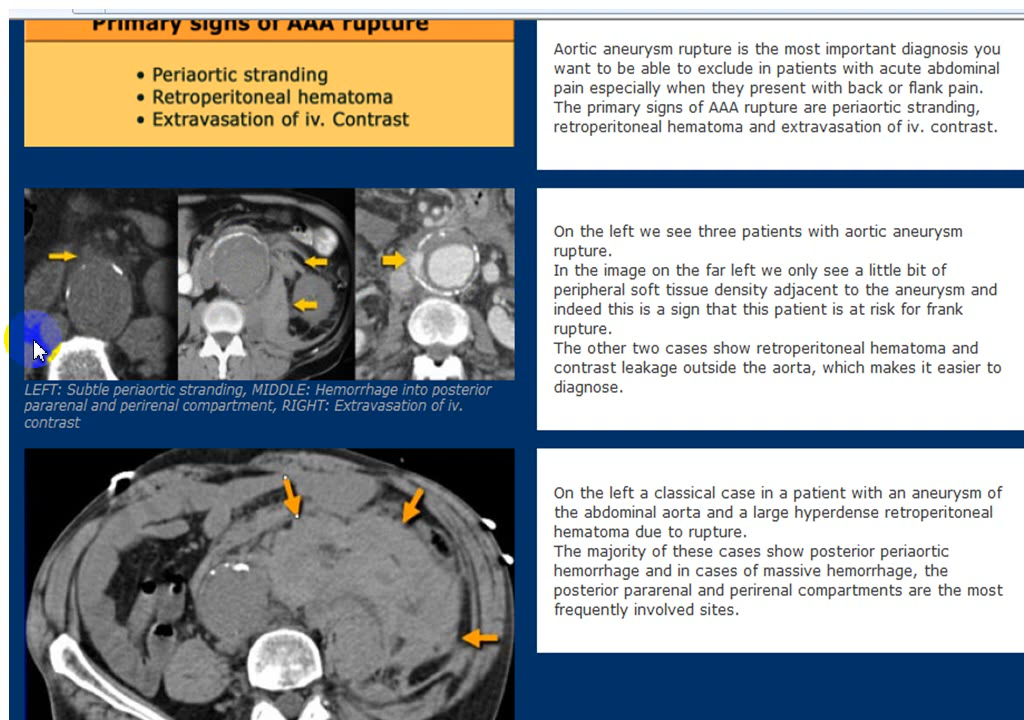 Primary signs of AAA rupture
• Periaortic stranding
• Retroperitoneal hematoma
• Extravasation of iv. Contrast
Aortic aneurysm rupture is the most important diagnosis you
want to be able to exclude in patients with acute abdominal
pain especially when they present with back or flank pain.
The primary signs of AAA rupture are periaortic stranding,
retroperitoneal hematoma and extravasation of iv. contrast.
On the left we see three patients with aortic aneurysm
rupture.
In the image on the far left we only see a little bit of
peripheral soft tissue density adjacent to the aneurysm and
indeed this is a sign that this patient is at risk for frank
rupture.
The other two cases show retroperitoneal hematoma and
contrast leakage outside the aorta, which makes it easier to
diagnose.
LEFT: Subtle periaortic stranding, MIDDLE: Hemorrhage into posterior
pararenal and perirenal compartment, RIGHT: Extravasation of iv.
contrast
On the left a classical case in a patient with an aneurysm of
the abdominal aorta and a large hyperdense retroperitoneal
hematoma due to rupture.
The majority of these cases show posterior periaortic
hemorrhage and in cases of massive hemorrhage, the
posterior pararenal and perirenal compartments are the most
frequently involved sites.